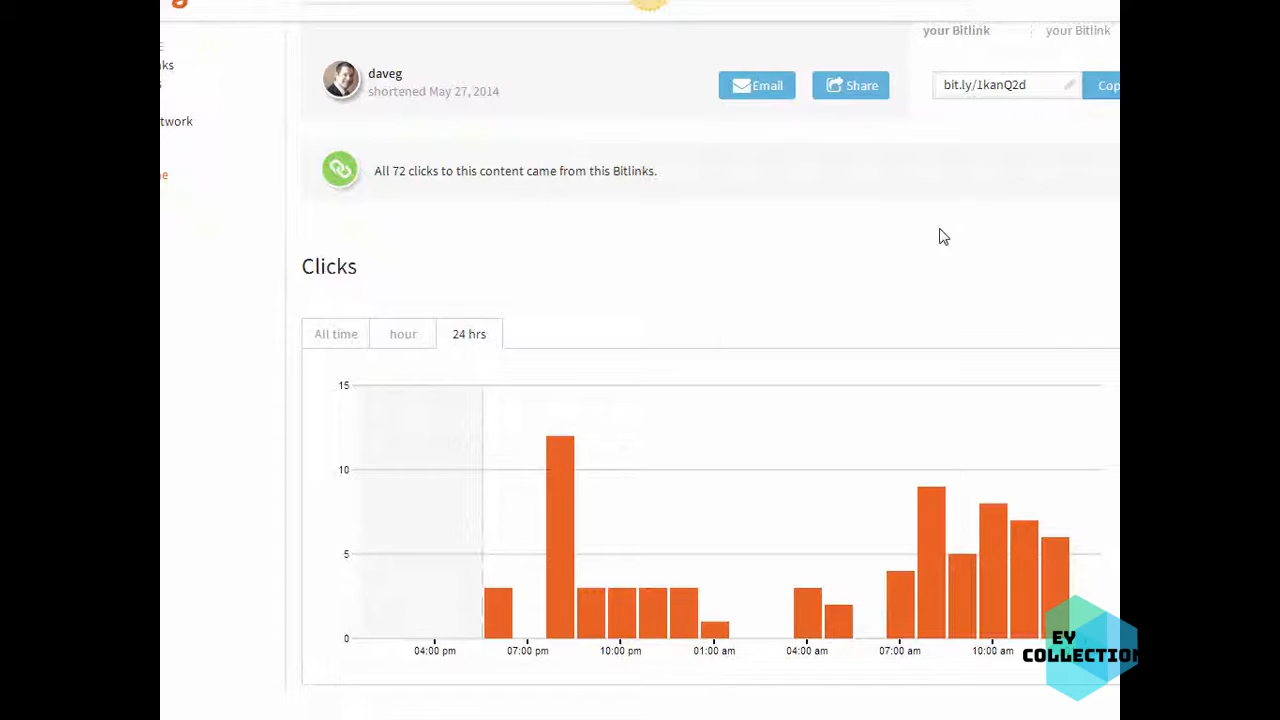 your Bitlink
your Bitlink
nks
s
twork
ne
daveg
shortened May 27, 2014
Email
Share
bit.ly/1kanQ2d
Cop
All 72 clicks to this content came from this Bitlinks.
Clicks
All time
hour
24 hrs
15
10
5
0
04:00 pm
07:00 pm
10:00 pm
01:00 am
04:00 am
07:00 am
10:00 am
EY
COLLECTION